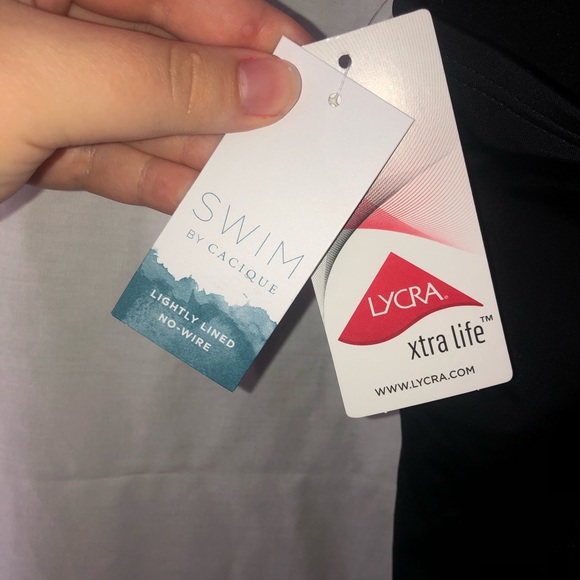 SWIM
BY CACIQUE
LIGHTLY LINED
NO-WIRE
LYCRA®
xtra life™
WWW.LYCRA.COM